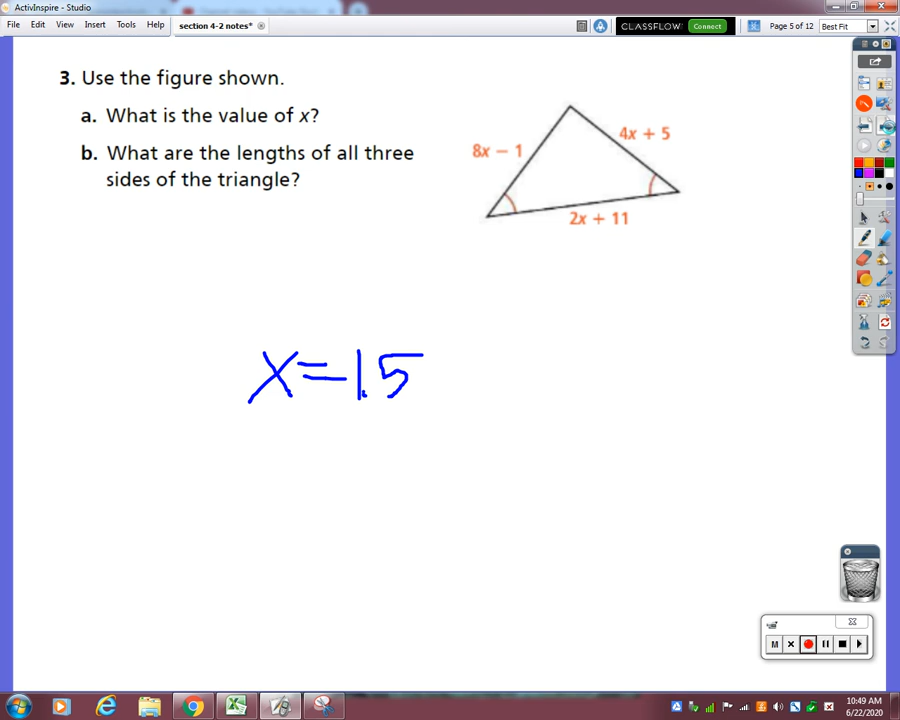 ActivInspire - Studio
File Edit View Insert Tools Help section 4-2 notes* CLASSFLOW Connect Page 5 of 12 Best Fit
3. Use the figure shown.
a. What is the value of x?
b. What are the lengths of all three
sides of the triangle?
8x − 1
4x + 5
2x + 11
x=1.5
M
10:49 AM
6/22/2020